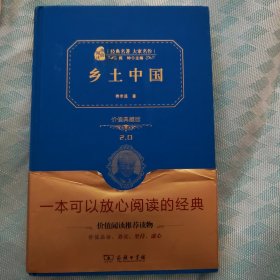 经典名著 大家名作
乡土中国
费孝通 著
价值典藏版
2.0
一本可以放心阅读的经典
价值阅读推荐读物
商务印书馆